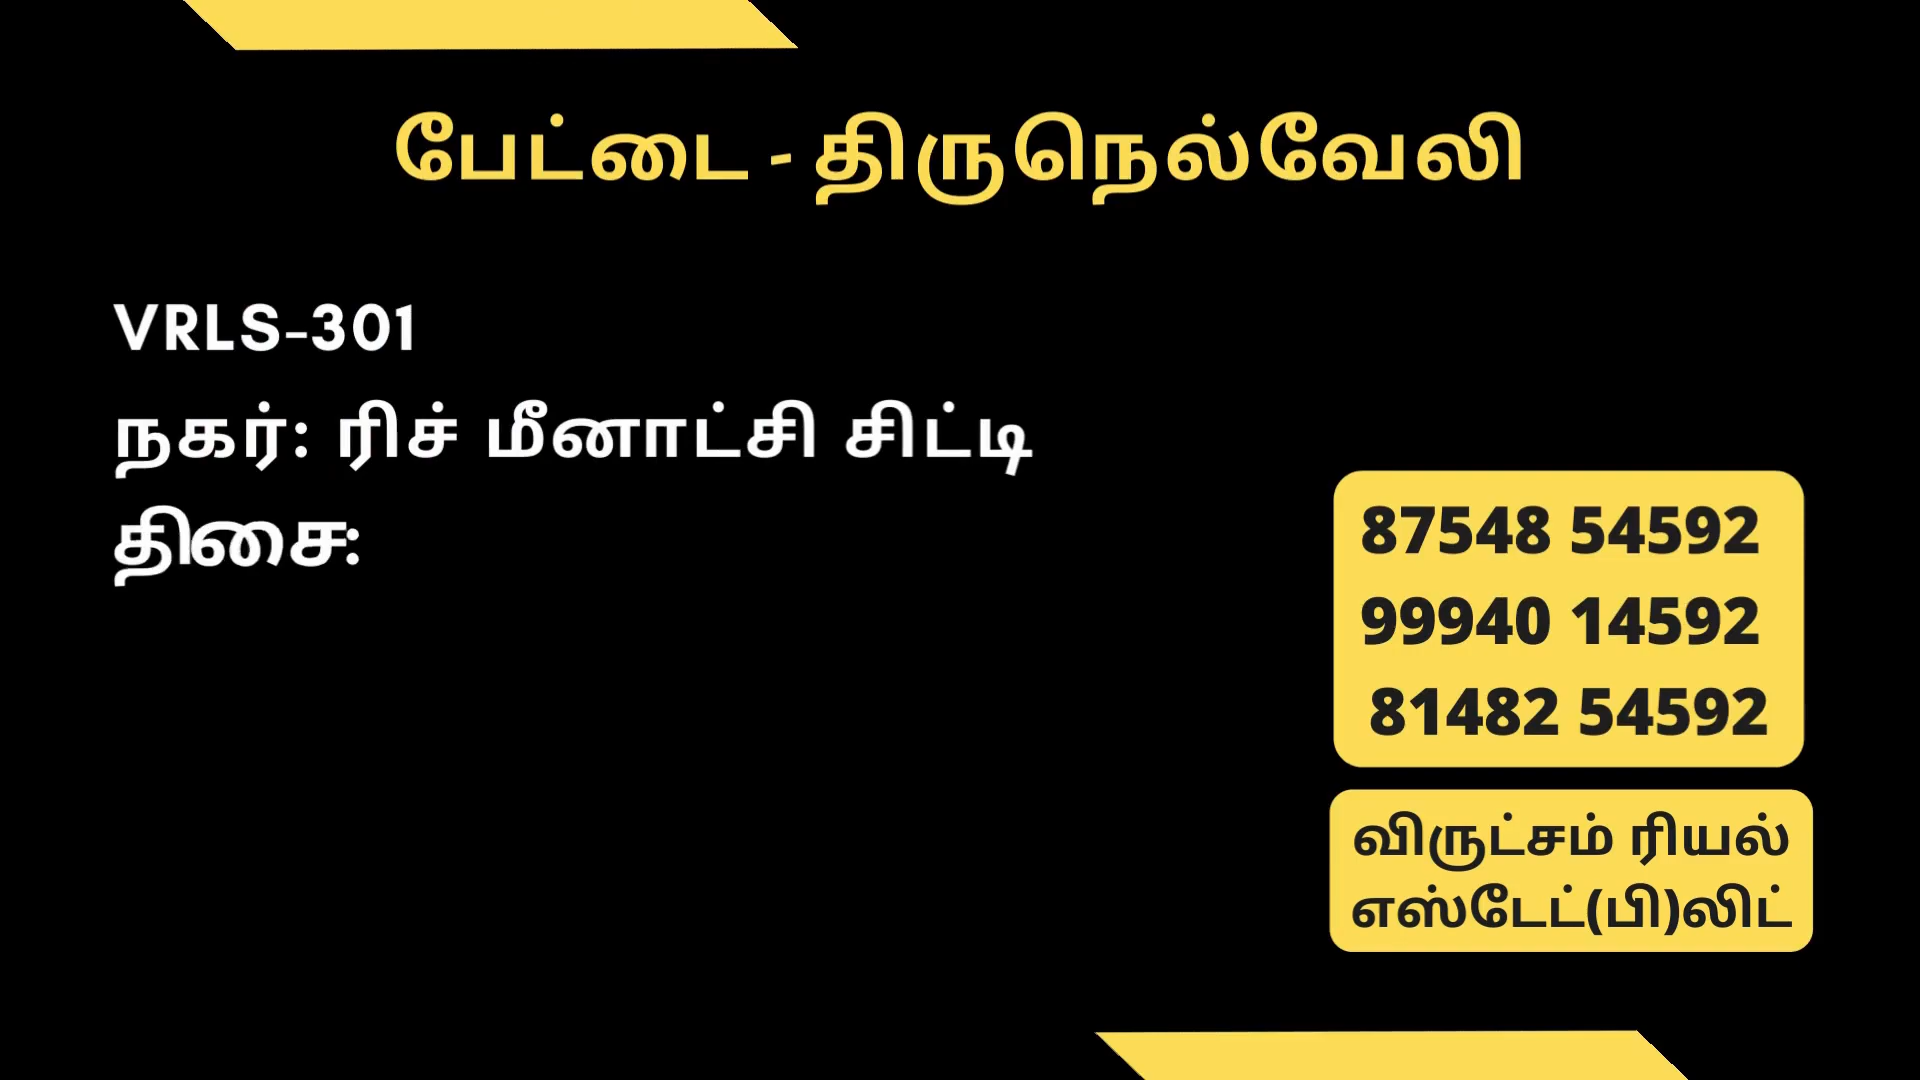 பேட்டை - திருநெல்வேலி
VRLS-301
நகர்: ரிச் மீனாட்சி சிட்டி
திசை:
87548 54592
99940 14592
81482 54592
விருட்சம் ரியல்
எஸ்டேட்(பி)லிட்